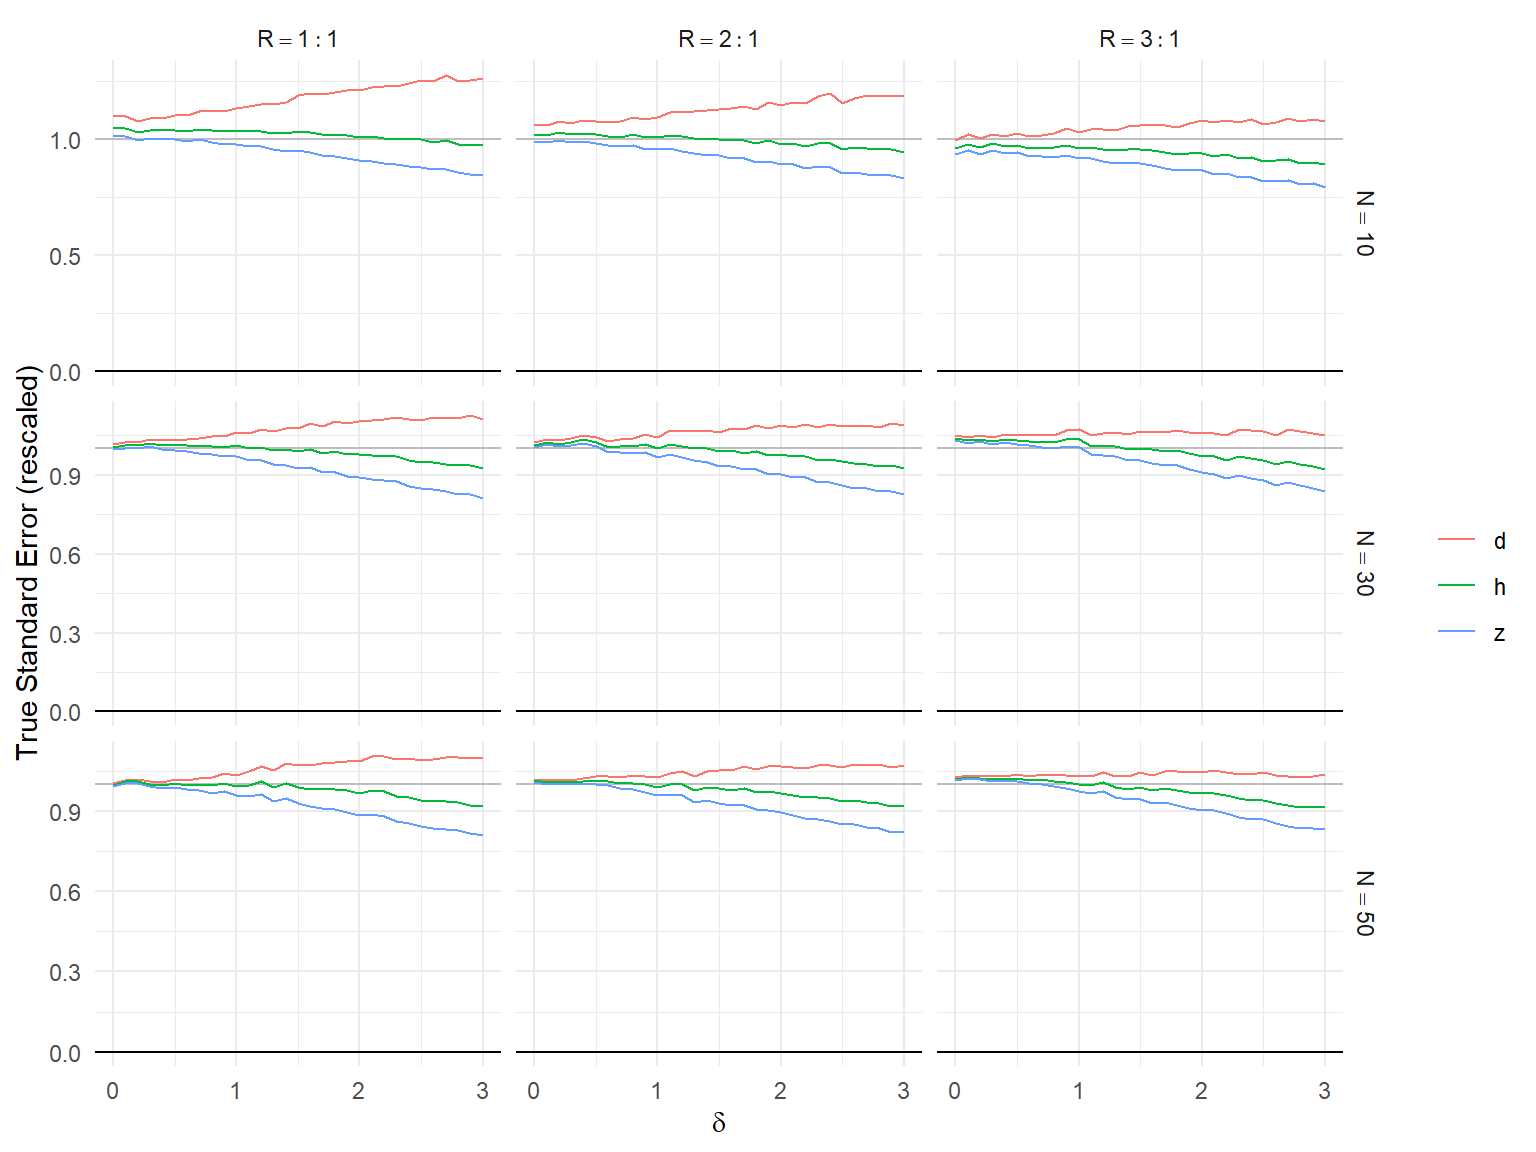 R = 1 : 1
R = 2 : 1
R = 3 : 1
1.0
0.5
0.0
N = 10
0.9
0.6
0.3
0.0
N = 30
0.9
0.6
0.3
0.0
N = 50
0
1
2
3
0
1
2
3
0
1
2
3
δ
True Standard Error (rescaled)
d
h
z